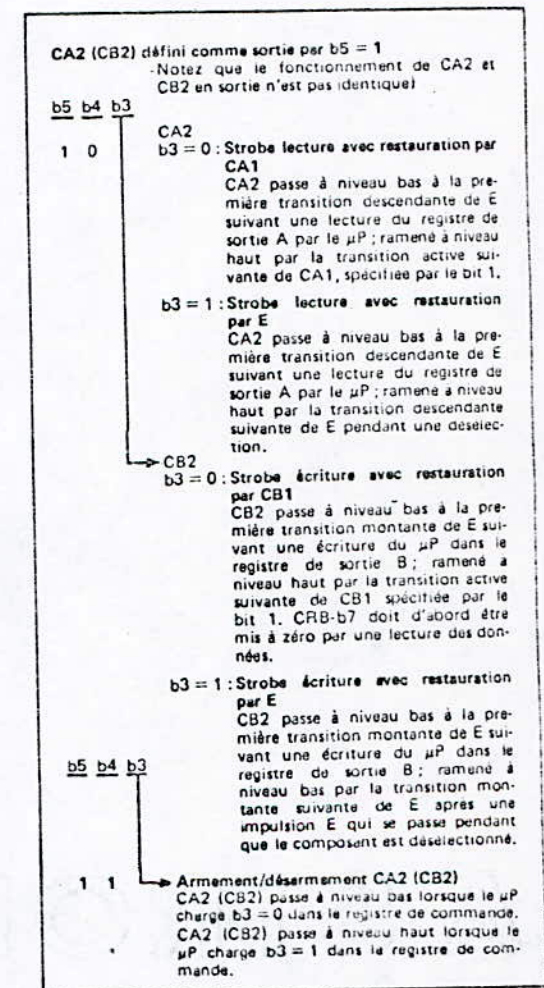 CA2 (CB2) défini comme sortie par b5 = 1
-Notez que le fonctionnement de CA2 et
CB2 en sortie n'est pas identique)
b5 b4 b3
CA2
1 0 b3 = 0 : Strobe lecture avec restauration par
CA1
CA2 passe à niveau bas à la pre-
mière transition descendante de E
suivant une lecture du registre de
sortie A par le µP ; ramené à niveau
haut par la transition active sui-
vante de CA1, spécifiée par le bit 1.
b3 = 1 : Strobe lecture avec restauration
par E
CA2 passe à niveau bas à la pre-
mière transition descendante de E
suivant une lecture du registre de
sortie A par le µP ; ramené à niveau
haut par la transition descendante
suivante de E pendant une désélec-
tion.
CB2
b3 = 0 : Strobe écriture avec restauration
par CB1
CB2 passe à niveau bas à la pre-
mière transition montante de E sui-
vant une écriture du µP dans le
registre de sortie B ; ramené à
niveau haut par la transition active
suivante de CB1 spécifiée par le
bit 1. CRB-b7 doit d'abord être
mis à zéro par une lecture des don-
nées.
b3 = 1 : Strobe écriture avec restauration
par E
CB2 passe à niveau bas à la pre-
mière transition montante de E sui-
vant une écriture du µP dans le
registre de sortie B ; ramené à
niveau bas par la transition mon-
tante suivante de E après une
impulsion E qui se passe pendant
que le composant est désélectionné.
b5 b4 b3
1 1 Armement/désarmement CA2 (CB2)
CA2 (CB2) passe à niveau bas lorsque le µP
charge b3 = 0 dans le registre de commande.
CA2 (CB2) passe à niveau haut lorsque le
µP charge b3 = 1 dans le registre de com-
mande.